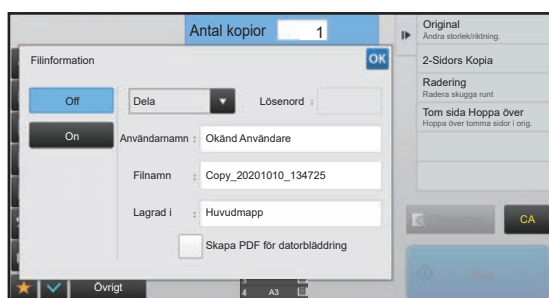 Antal kopior 1
Original
Ändra storlek/riktning.
2-Sidors Kopia
Radering
Radera skugga runt
Tom sida Hoppa över
Hoppa över tomma sidor i orig.
Filinformation
OK
Off
On
Dela
Lösenord :
Användarnamn : Okänd Användare
Filnamn : Copy_20201010_134725
Lagrad i : Huvudmapp
Skapa PDF för datorbläddring
CA
Start
Övrigt
4 A3